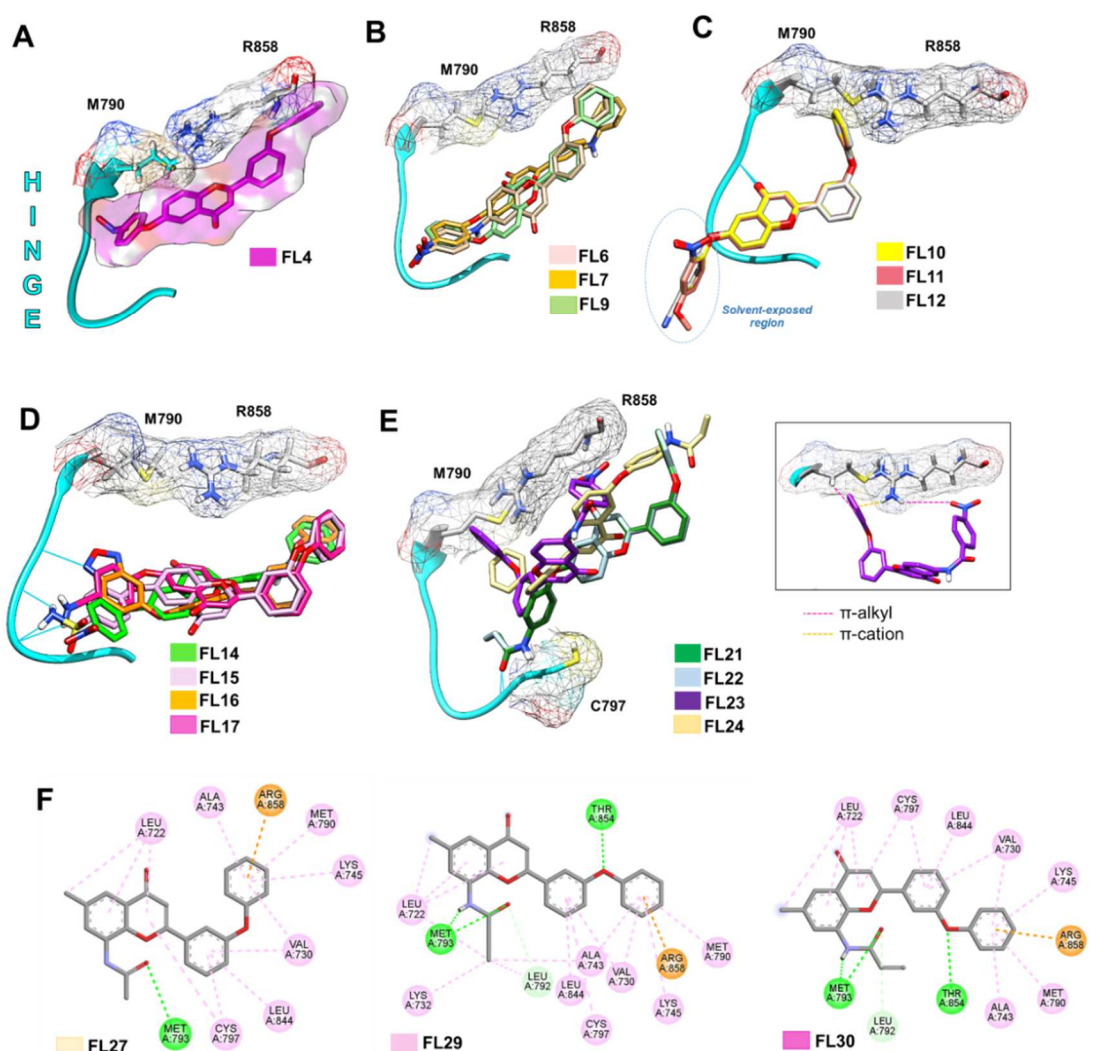 A
R858
M790
H
I
N
G
E
FL4
B
R858
M790
FL6
FL7
FL9
C
M790
R858
Solvent-exposed
region
FL10
FL11
FL12
D
M790
R858
FL14
FL15
FL16
FL17
E
R858
M790
C797
FL21
FL22
FL23
FL24
π-alkyl
π-cation
F
ALA
A:743
ARG
A:858
MET
A:790
LEU
A:722
LYS
A:745
VAL
A:730
LEU
A:844
CYS
A:797
MET
A:793
FL27
THR
A:854
LEU
A:722
MET
A:793
LYS
A:732
LEU
A:792
ALA
A:743
LEU
A:844
VAL
A:730
CYS
A:797
ARG
A:858
LYS
A:745
MET
A:790
FL29
LEU
A:722
CYS
A:797
LEU
A:844
VAL
A:730
LYS
A:745
ARG
A:858
MET
A:790
ALA
A:743
THR
A:854
MET
A:793
LEU
A:792
FL30